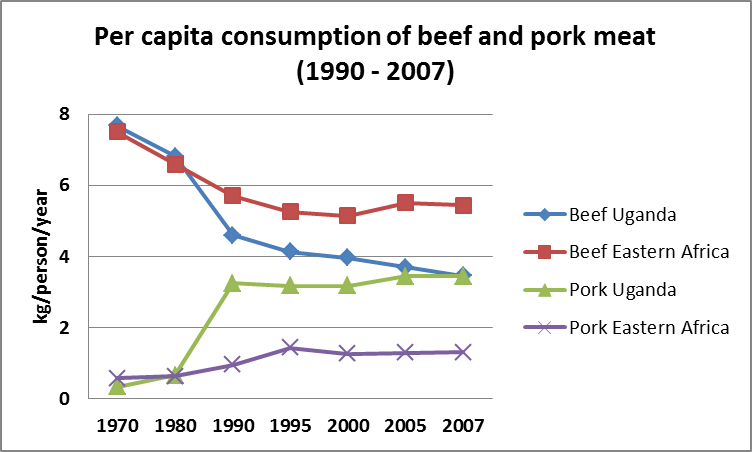 Per capita consumption of beef and pork meat
(1990 - 2007)
kg/person/year
8
6
4
2
0
1970 1980 1990 1995 2000 2005 2007
Beef Uganda
Beef Eastern Africa
Pork Uganda
Pork Eastern Africa